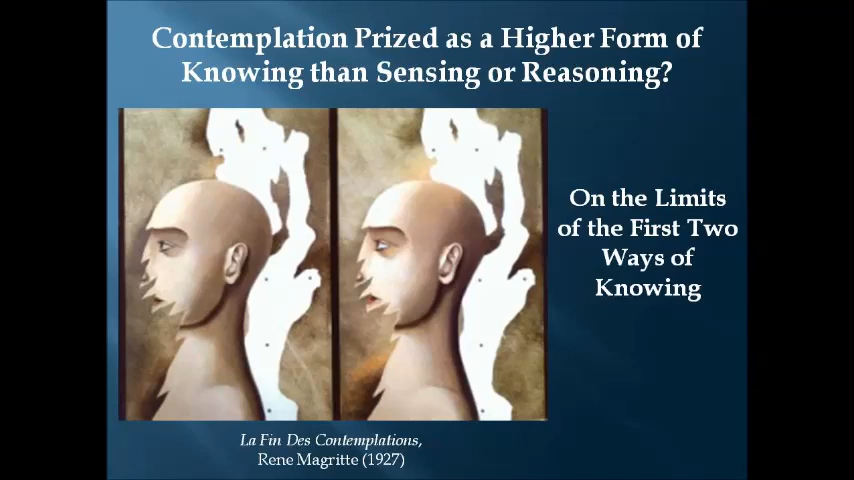 Contemplation Prized as a Higher Form of
Knowing than Sensing or Reasoning?
On the Limits
of the First Two
Ways of
Knowing
La Fin Des Contemplations,
Rene Magritte (1927)